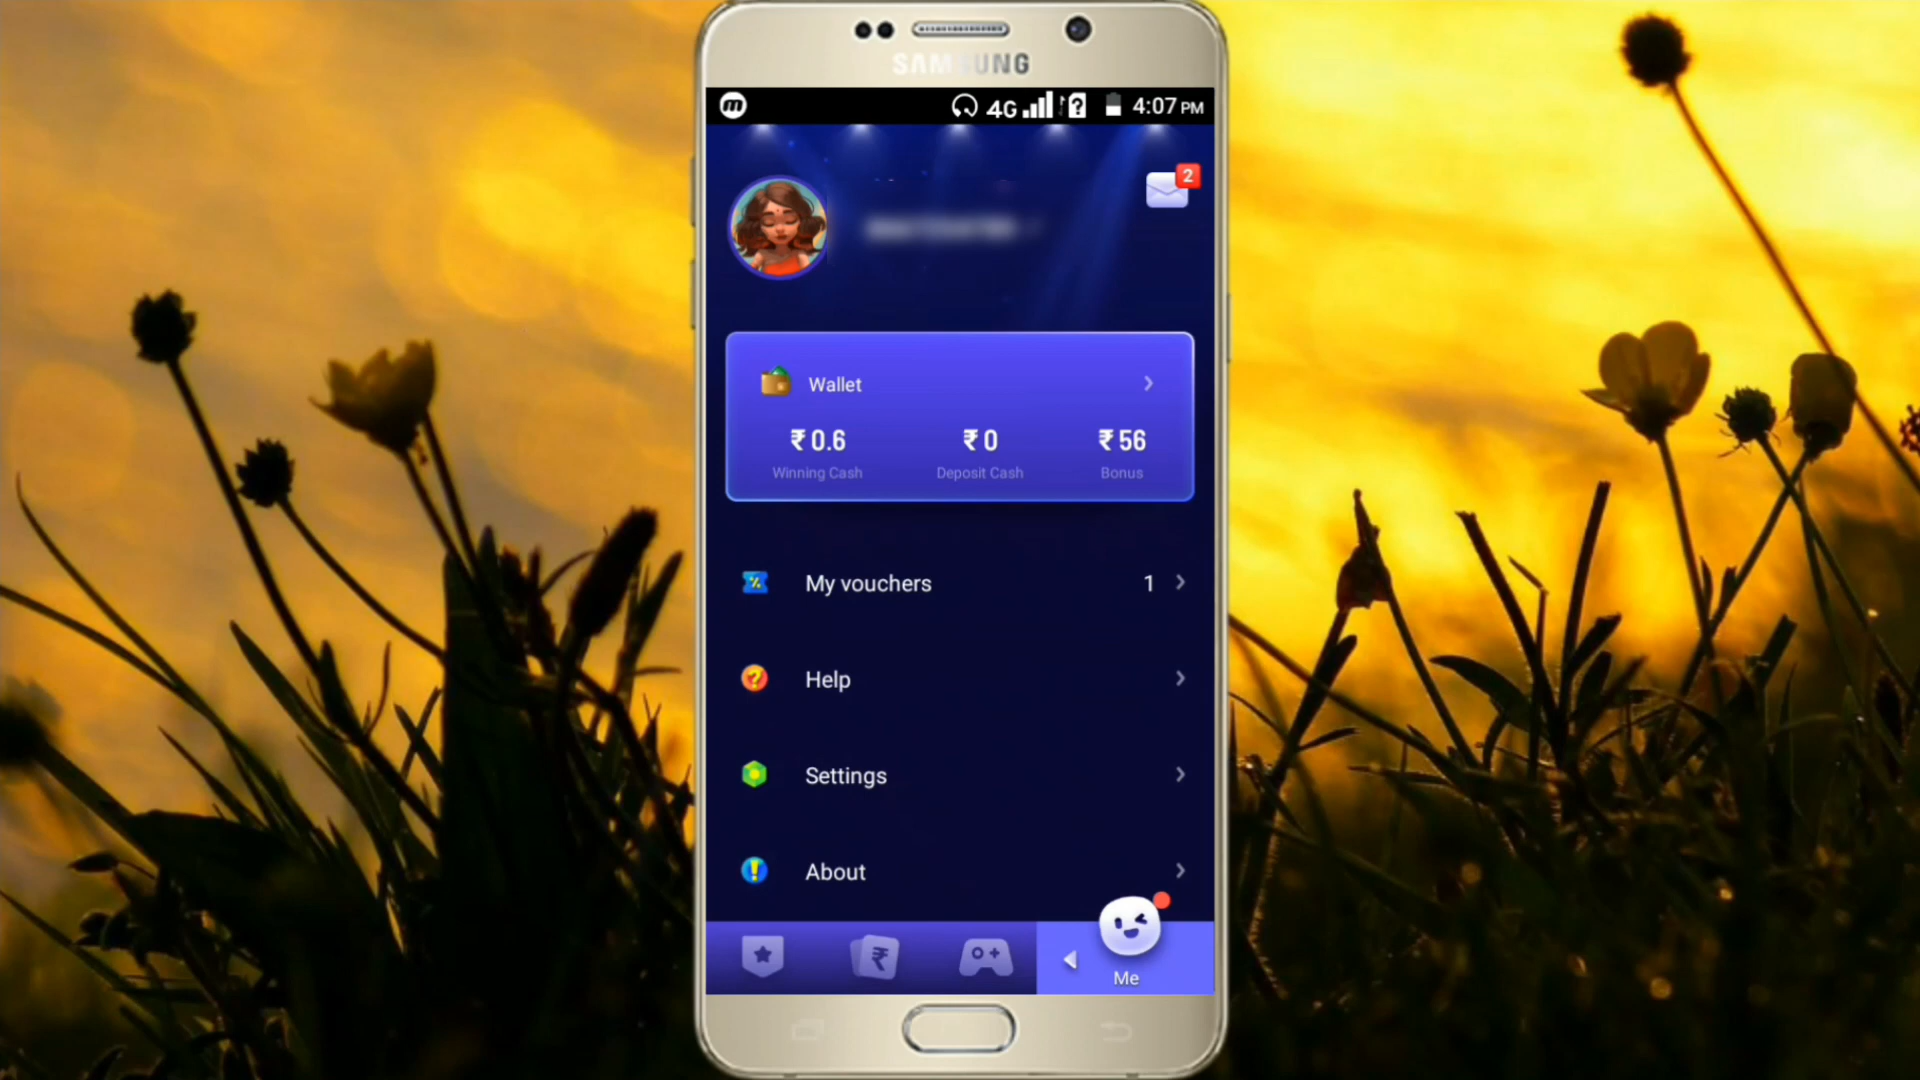 SAMSUNG
m 4G ? 4:07 PM
2
Wallet
₹ 0.6 ₹ 0 ₹ 56
Winning Cash Deposit Cash Bonus
My vouchers 1
Help
Settings
About
₹
Me